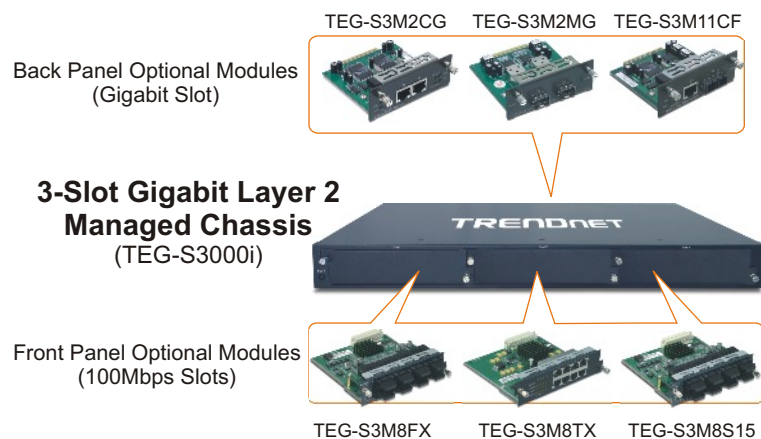 TEG-S3M2CG TEG-S3M2MG TEG-S3M11CF
Back Panel Optional Modules
(Gigabit Slot)
3-Slot Gigabit Layer 2
Managed Chassis
(TEG-S3000i)
TRENDNET
Front Panel Optional Modules
(100Mbps Slots)
TEG-S3M8FX TEG-S3M8TX TEG-S3M8S15